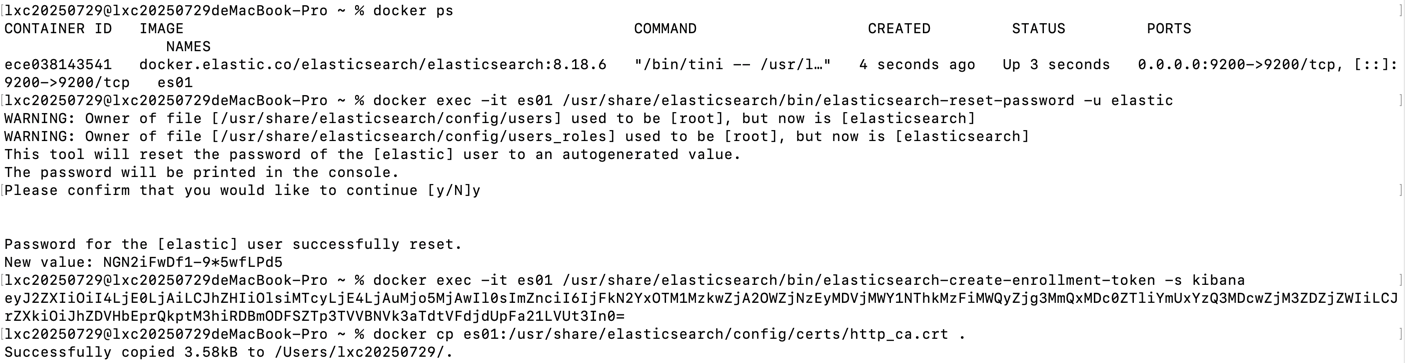 lxc20250729@lxc20250729deMacBook-Pro ~ % docker ps
CONTAINER ID   IMAGE                                                  COMMAND                  CREATED         STATUS         PORTS
                  NAMES
ece038143541   docker.elastic.co/elasticsearch/elasticsearch:8.18.6   "/bin/tini -- /usr/l…"   4 seconds ago   Up 3 seconds   0.0.0.0:9200->9200/tcp, [::]:
9200->9200/tcp   es01
lxc20250729@lxc20250729deMacBook-Pro ~ % docker exec -it es01 /usr/share/elasticsearch/bin/elasticsearch-reset-password -u elastic
WARNING: Owner of file [/usr/share/elasticsearch/config/users] used to be [root], but now is [elasticsearch]
WARNING: Owner of file [/usr/share/elasticsearch/config/users_roles] used to be [root], but now is [elasticsearch]
This tool will reset the password of the [elastic] user to an autogenerated value.
The password will be printed in the console.
Please confirm that you would like to continue [y/N]y
Password for the [elastic] user successfully reset.
New value: NGN2iFwDf1-9*5wfLPd5
lxc20250729@lxc20250729deMacBook-Pro ~ % docker exec -it es01 /usr/share/elasticsearch/bin/elasticsearch-create-enrollment-token -s kibana
eyJ2ZXIiOiI4LjE0LjAiLCJhZHIiOlsiMTcyLjE4LjAuMjo5MjAwIl0sImZnciI6IjFkN2YxOTM1MzkwZjA2OWZjNzEyMDVjMWY1NThkMzFiMWQyZjg3MmQxMDc0ZTliYmUxYzQ3MDcwZjM3ZDZjZWIiLCJ
rZXkiOiJhZDVHbEprQkptM3hiRDBmODFSZTp3TVVBNVk3aTdtVFdjdUpFa21LVUt3In0=
lxc20250729@lxc20250729deMacBook-Pro ~ % docker cp es01:/usr/share/elasticsearch/config/certs/http_ca.crt .
Successfully copied 3.58kB to /Users/lxc20250729/.